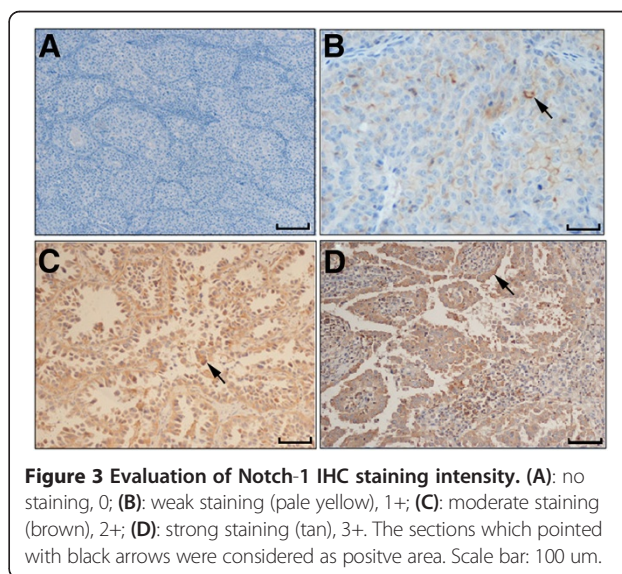 A
B
C
D
Figure 3 Evaluation of Notch-1 IHC staining intensity. (A): no
staining, 0; (B): weak staining (pale yellow), 1+; (C): moderate staining
(brown), 2+; (D): strong staining (tan), 3+. The sections which pointed
with black arrows were considered as positve area. Scale bar: 100 um.